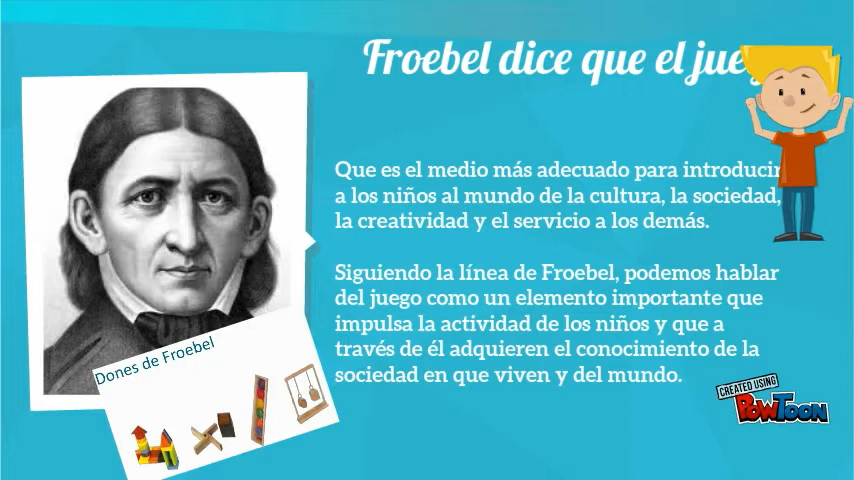 Froebel dice que el jue
Que es el medio más adecuado para introducir
a los niños al mundo de la cultura, la sociedad,
la creatividad y el servicio a los demás.
Siguiendo la línea de Froebel, podemos hablar
del juego como un elemento importante que
impulsa la actividad de los niños y que a
través de él adquieren el conocimiento de la
sociedad en que viven y del mundo.
Dones de Froebel
CREATED USING
POWTOON